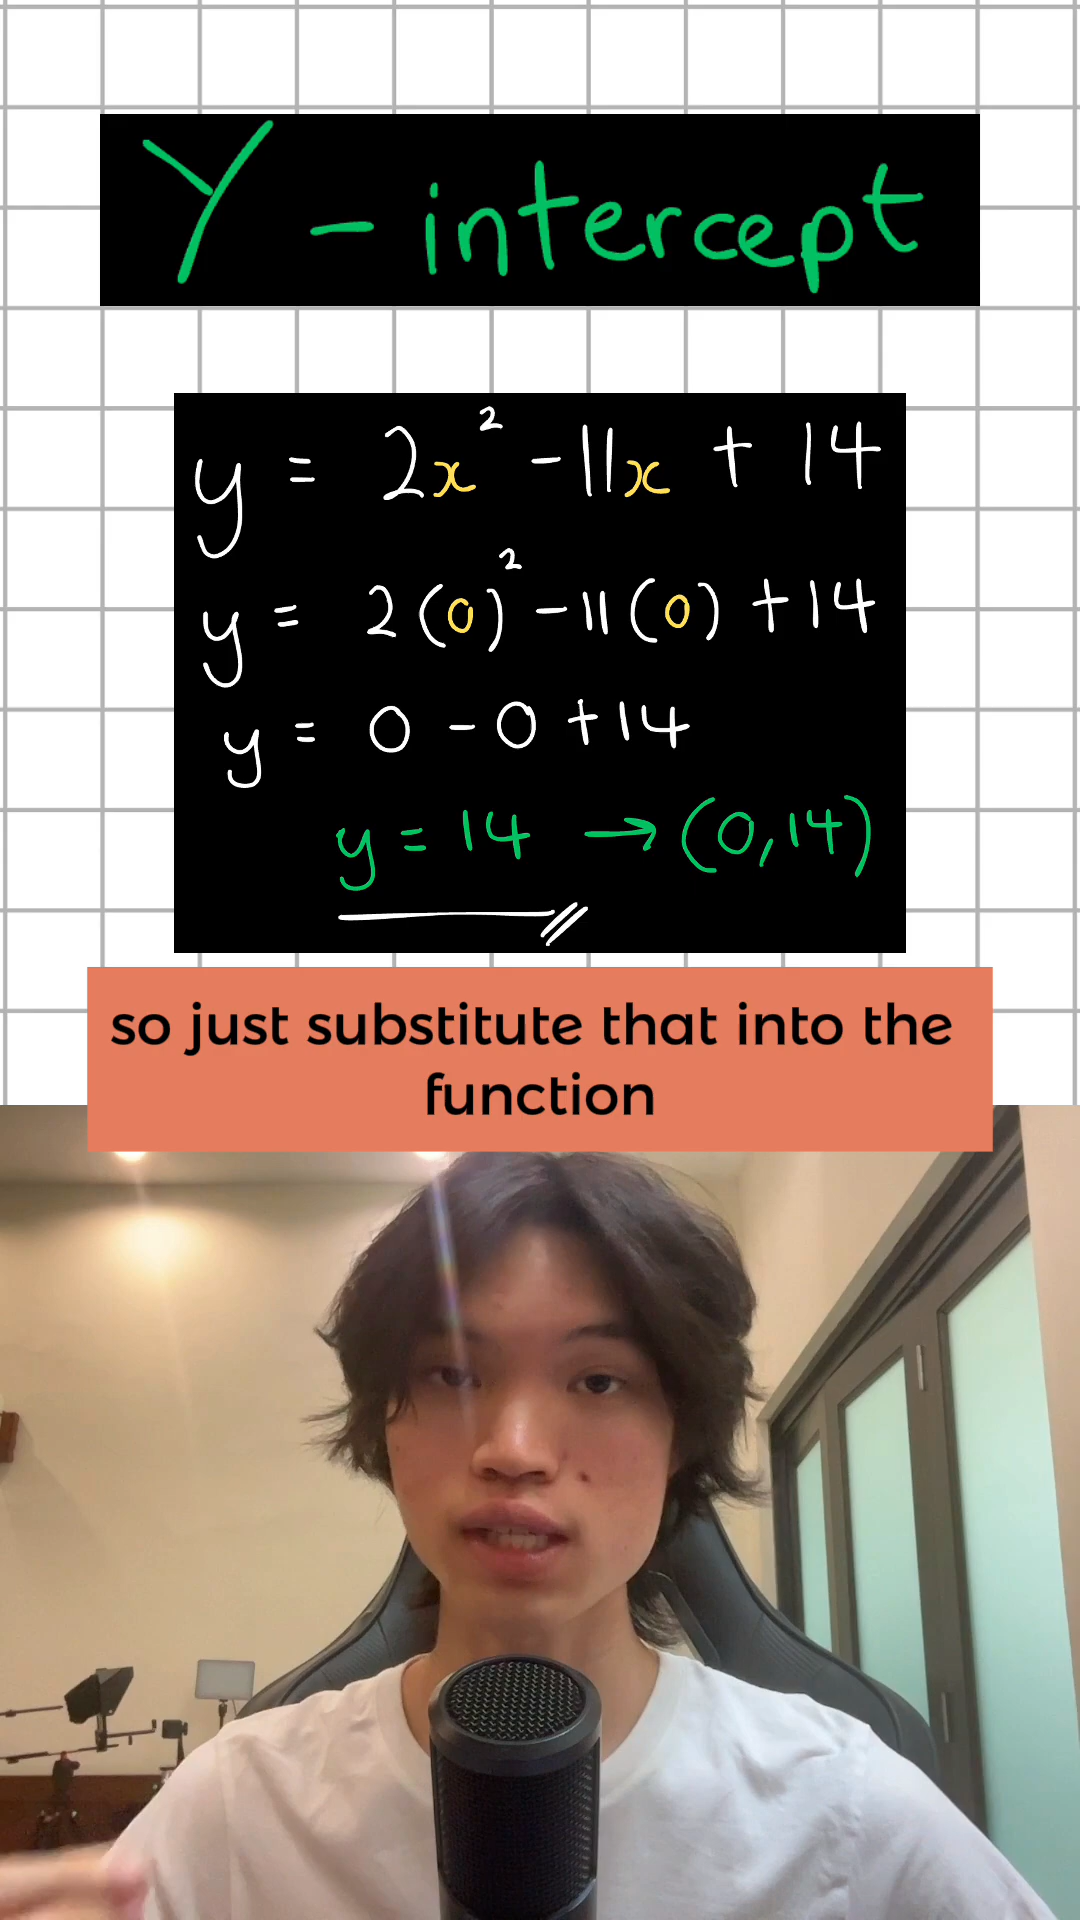 Y - intercept
y = 2x² - 11x + 14
y = 2(0)² - 11(0) + 14
y = 0 - 0 + 14
y = 14 → (0,14)
so just substitute that into the
function